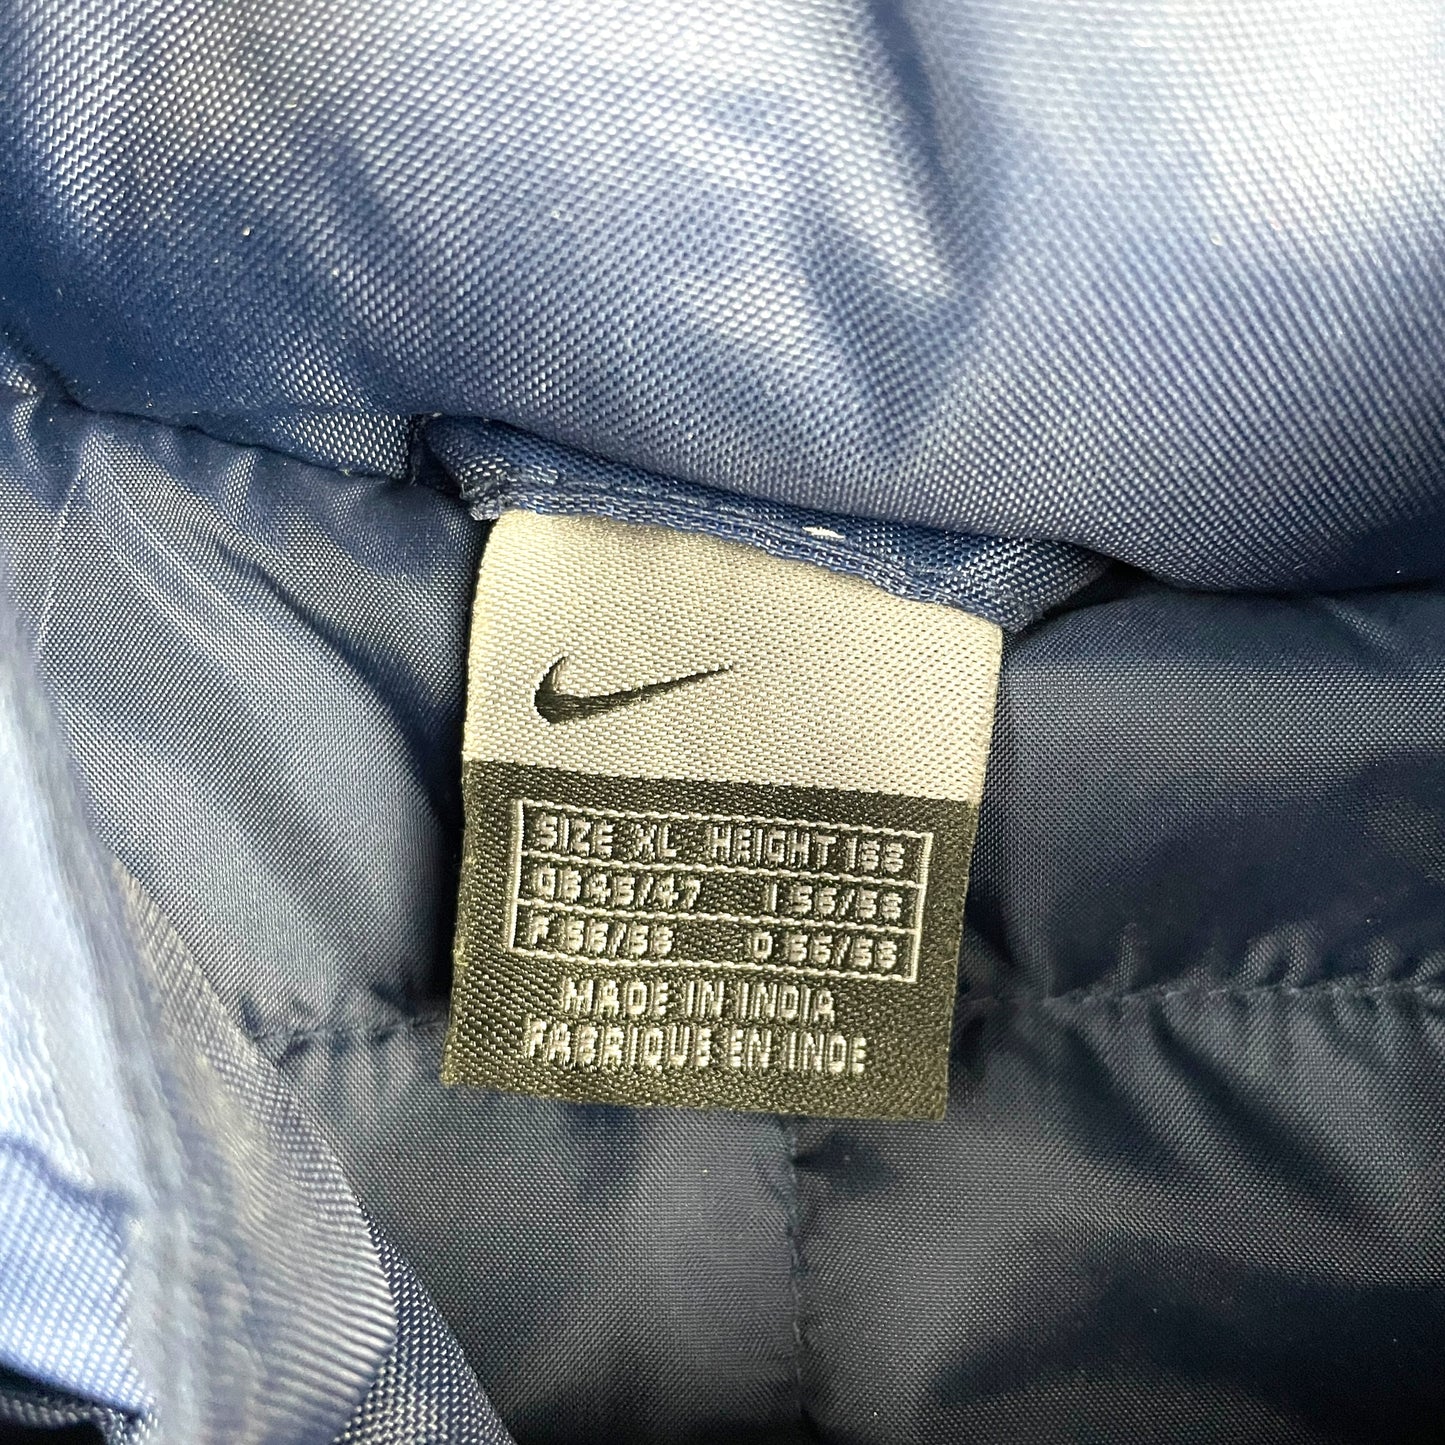 SIZE XL HEIGHT 188
GB 45/47 I 56/58
F 56/58 D 56/58
MADE IN INDIA
FABRIQUE EN INDE